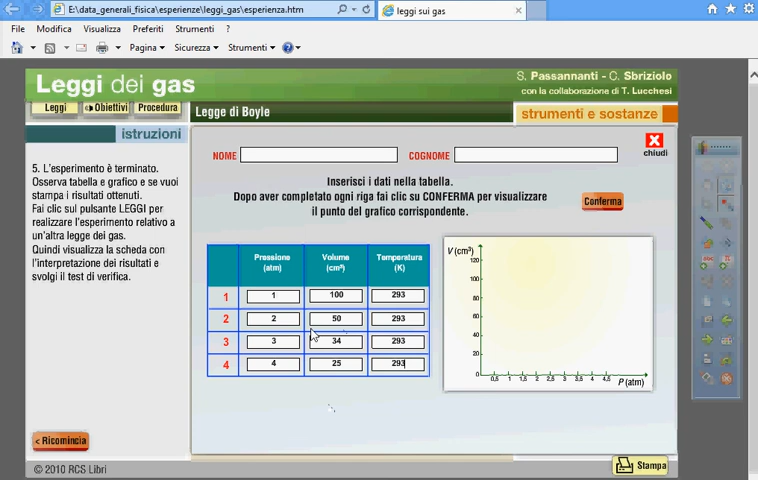 E:\data_generali_fisica\esperienze\leggi_gas\esperienza.htm
leggi sui gas
File Modifica Visualizza Preferiti Strumenti ?
Pagina Sicurezza Strumenti
Leggi dei gas
S. Passannanti - C. Sbriziolo
con la collaborazione di T. Lucchesi
Leggi Obiettivi Procedura
Legge di Boyle
strumenti e sostanze
istruzioni
5. L'esperimento è terminato.
Osserva tabella e grafico e se vuoi
stampa i risultati ottenuti.
Fai clic sul pulsante LEGGI per
realizzare l'esperimento relativo a
un'altra legge dei gas.
Quindi visualizza la scheda con
l'interpretazione dei risultati e
svolgi il test di verifica.
NOME
COGNOME
X
chiudi
Inserisci i dati nella tabella.
Dopo aver completato ogni riga fai clic su CONFERMA per visualizzare
il punto del grafico corrispondente.
Conferma
Pressione (atm) Volume (cm³) Temperatura (K)
1 1 100 293
2 2 50 293
3 3 34 293
4 4 25 293
V (cm³)
120
100
80
60
40
20
0
0,5 1 1,5 2 2,5 3 3,5 4 4,5
P (atm)
< Ricomincia
Stampa
© 2010 RCS Libri